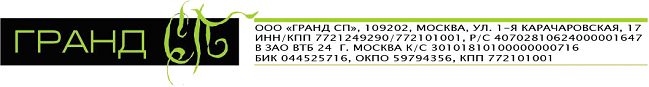 ГРАНД СП
ООО «ГРАНД СП», 109202, МОСКВА, УЛ. 1-Я КАРАЧАРОВСКАЯ, 17
ИНН/КПП 7721249290/772101001, Р/С 40702810624000001647
В ЗАО ВТБ 24 Г. МОСКВА К/С 30101810100000000716
БИК 044525716, ОКПО 59794356, КПП 772101001